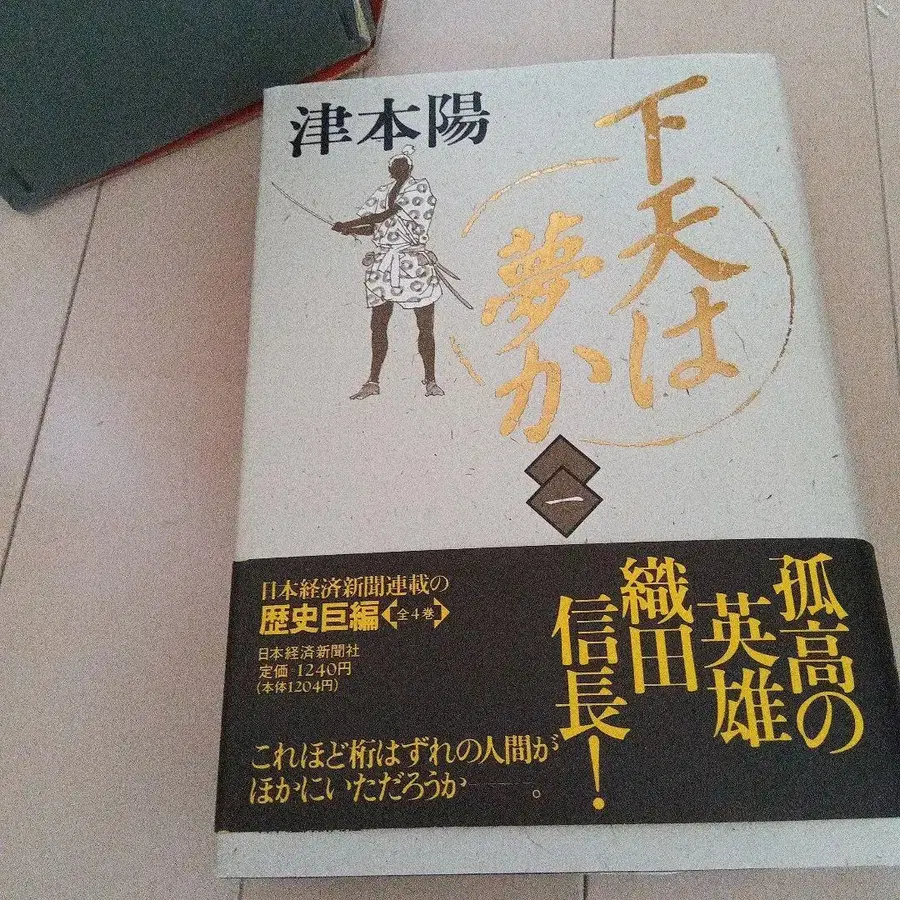 津本陽
下天は
夢か
一
日本経済新聞連載の
歴史巨編【全4巻】
日本経済新聞社
定価 1240円
(本体1204円)
孤高の
英雄
織田
信長!
これほど桁はずれの人間が
ほかにいただろうか──。